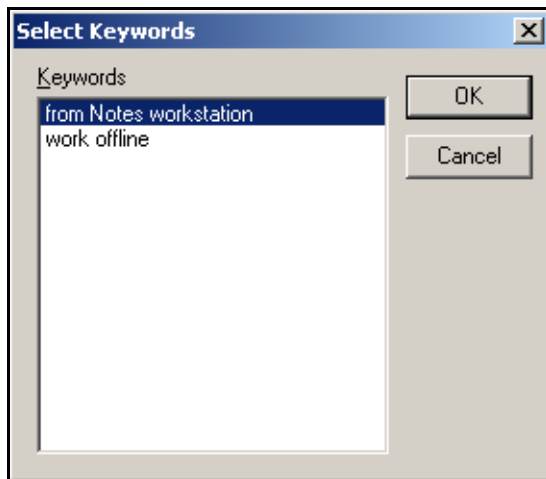 Select Keywords
Keywords
from Notes workstation
work offline
OK
Cancel